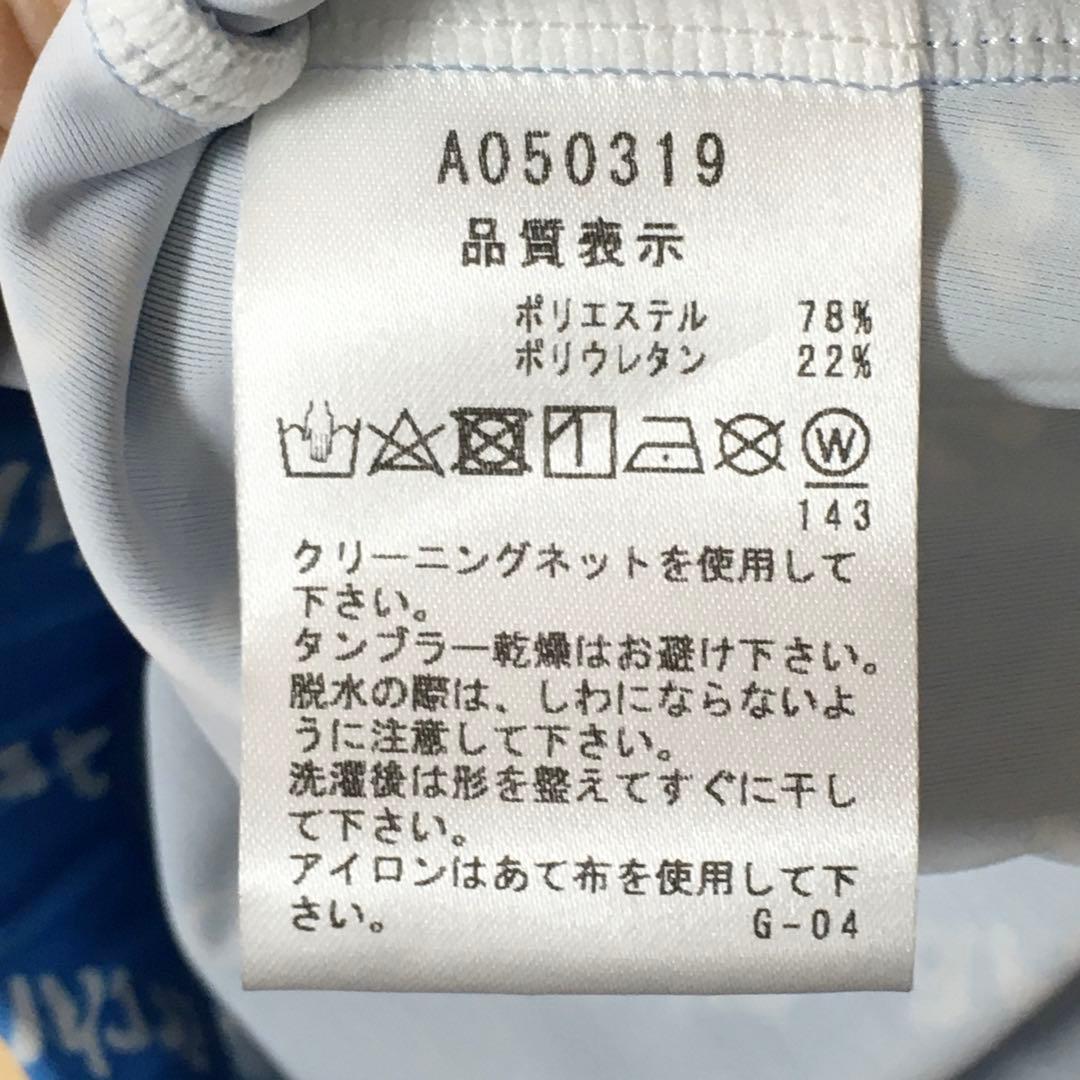 A050319
品質表示
ポリエステル 78%
ポリウレタン 22%
W
143
クリーニングネットを使用して
下さい。
タンブラー乾燥はお避け下さい。
脱水の際は、しわにならないよ
うに注意して下さい。
洗濯後は形を整えてすぐに干し
て下さい。
アイロンはあて布を使用して下
さい。 G-04